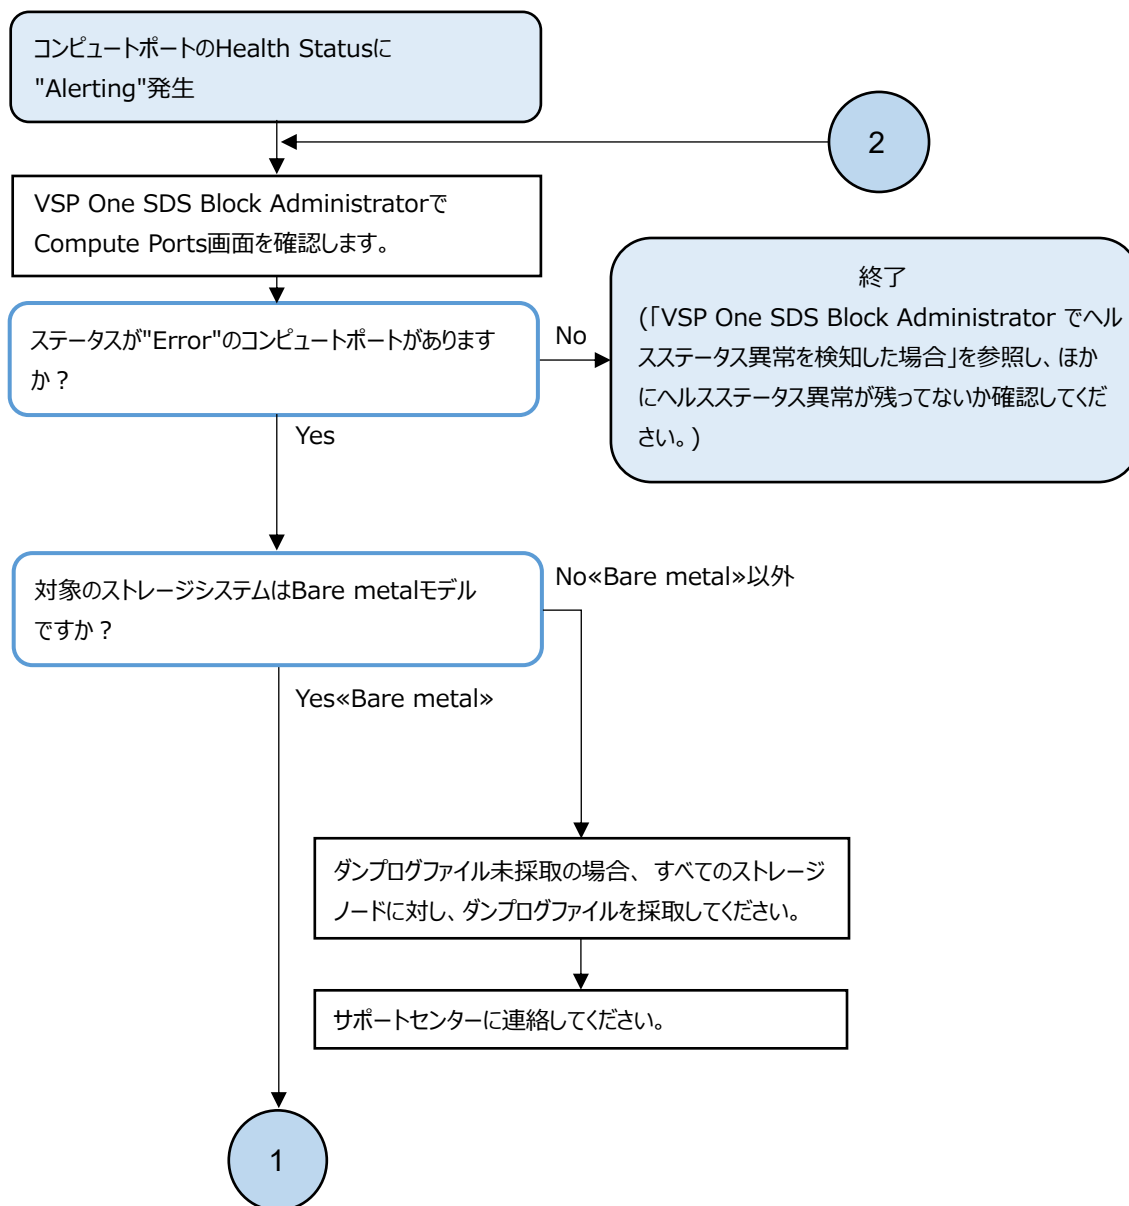 コンピュートポートのHealth Statusに
"Alerting"発生
2
VSP One SDS Block Administratorで
Compute Ports画面を確認します。
ステータスが"Error"のコンピュートポートがあります
か？
No
終了
(「VSP One SDS Block Administrator でヘル
スステータス異常を検知した場合」を参照し、ほか
にヘルスステータス異常が残ってないか確認してくだ
さい。)
Yes
対象のストレージシステムはBare metalモデル
ですか？
No«Bare metal»以外
Yes«Bare metal»
ダンプログファイル未採取の場合、すべてのストレージ
ノードに対し、ダンプログファイルを採取してください。
サポートセンターに連絡してください。
1